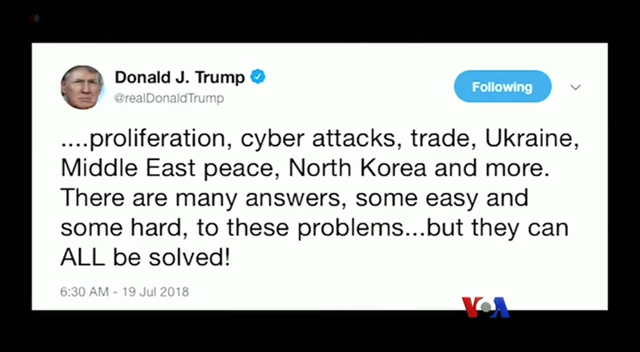 Donald J. Trump
@realDonaldTrump
Following
....proliferation, cyber attacks, trade, Ukraine,
Middle East peace, North Korea and more.
There are many answers, some easy and
some hard, to these problems...but they can
ALL be solved!
6:30 AM - 19 Jul 2018
VOA